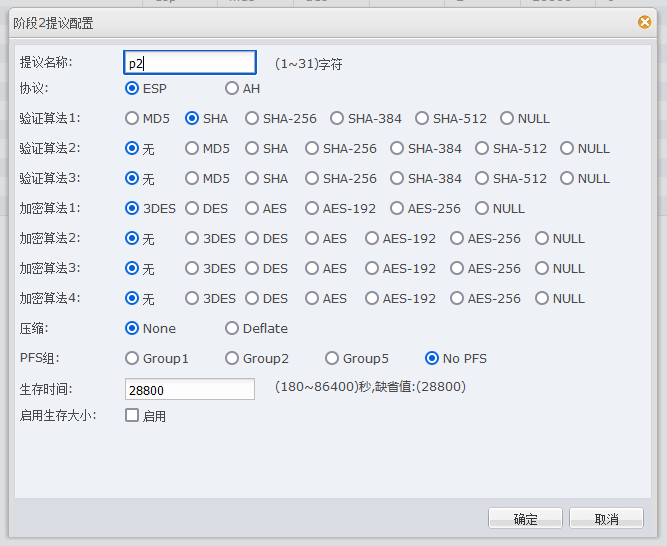 阶段2提议配置
提议名称: p2 (1~31)字符
协议: ESP AH
验证算法1: MD5 SHA SHA-256 SHA-384 SHA-512 NULL
验证算法2: 无 MD5 SHA SHA-256 SHA-384 SHA-512 NULL
验证算法3: 无 MD5 SHA SHA-256 SHA-384 SHA-512 NULL
加密算法1: 3DES DES AES AES-192 AES-256 NULL
加密算法2: 无 3DES DES AES AES-192 AES-256 NULL
加密算法3: 无 3DES DES AES AES-192 AES-256 NULL
加密算法4: 无 3DES DES AES AES-192 AES-256 NULL
压缩: None Deflate
PFS组: Group1 Group2 Group5 No PFS
生存时间: 28800 (180~86400)秒,缺省值:(28800)
启用生存大小: 启用
确定 取消